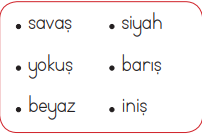 • savaş • siyah
• yokuş • barış
• beyaz • iniş